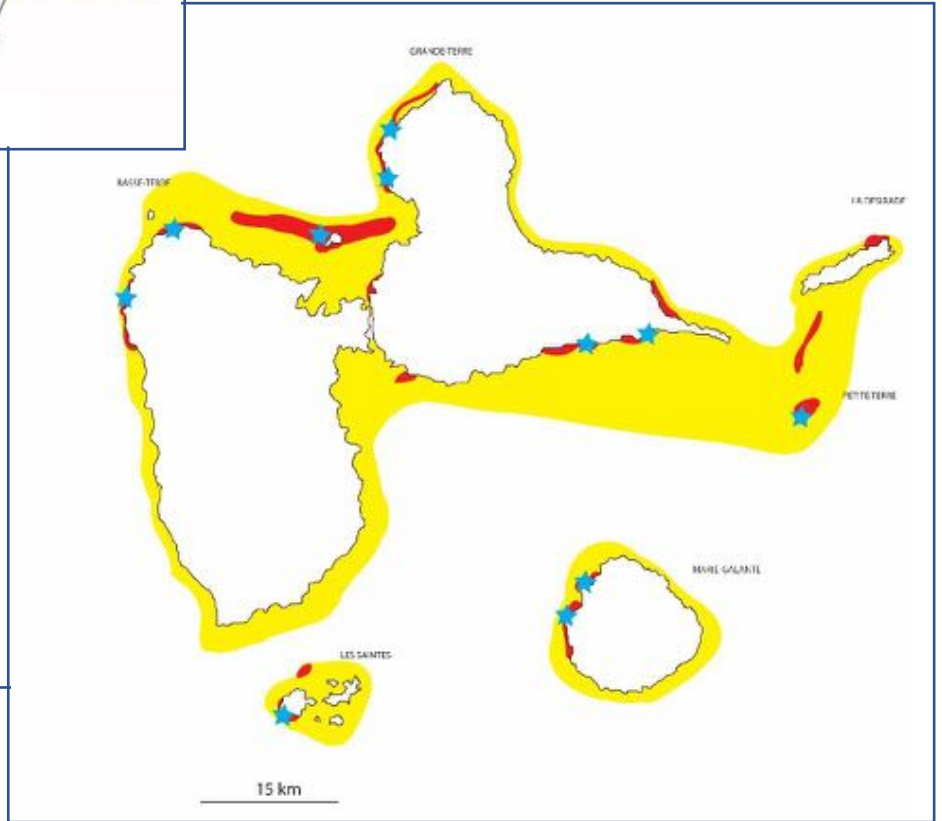 GRANDE-TERRE
BASSE-TERRE
LA DESIRADE
PETITE TERRE
MARIE-GALANTE
LES SAINTES
15 km